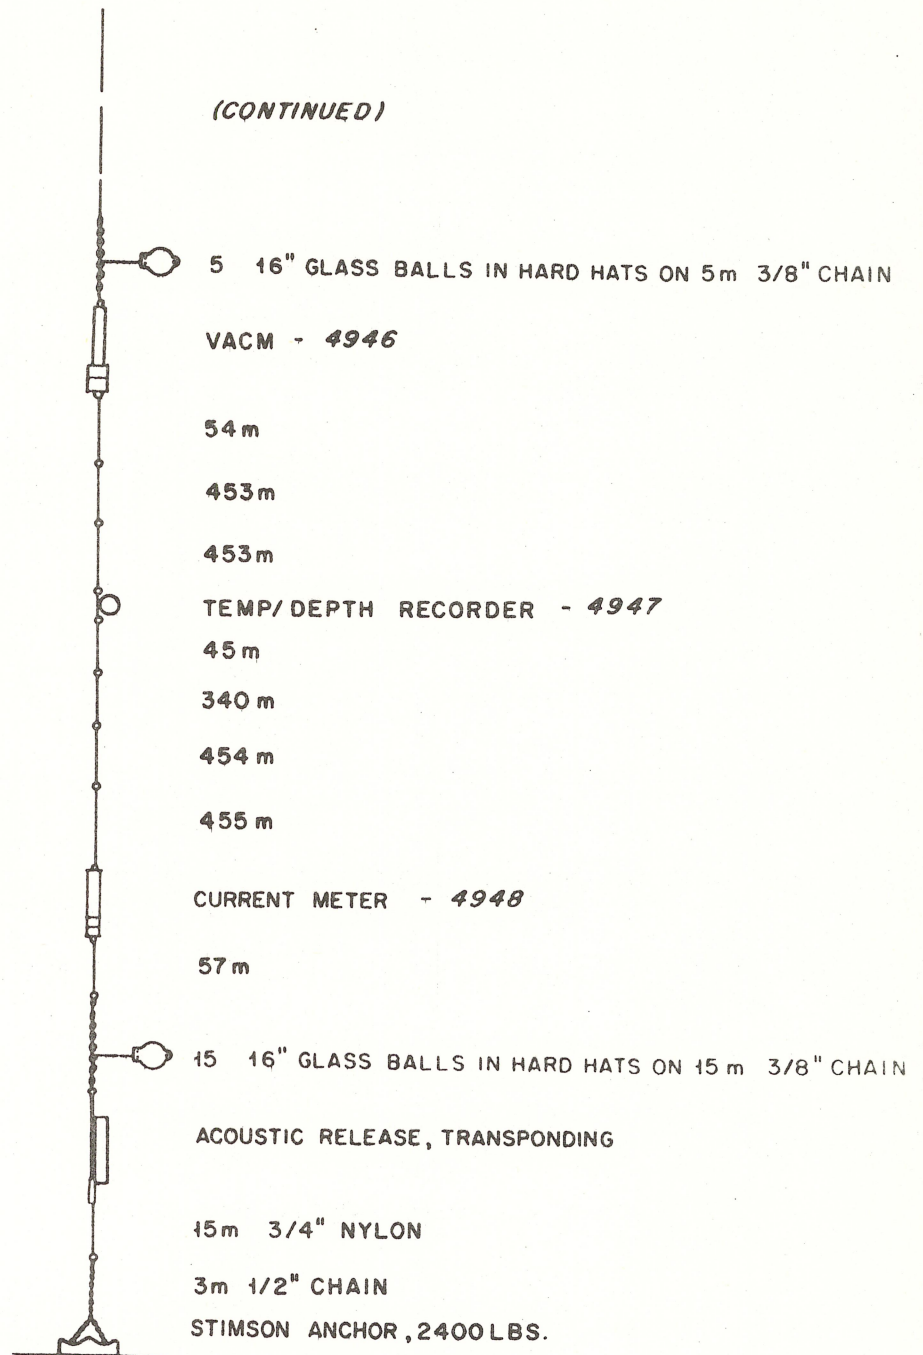 (CONTINUED)
5 16" GLASS BALLS IN HARD HATS ON 5m 3/8" CHAIN
VACM - 4946
54m
453m
453m
TEMP/DEPTH RECORDER - 4947
45m
340m
454m
455m
CURRENT METER - 4948
57m
15 16" GLASS BALLS IN HARD HATS ON 15m 3/8" CHAIN
ACOUSTIC RELEASE, TRANSPONDING
15m 3/4" NYLON
3m 1/2" CHAIN
STIMSON ANCHOR, 2400 LBS.